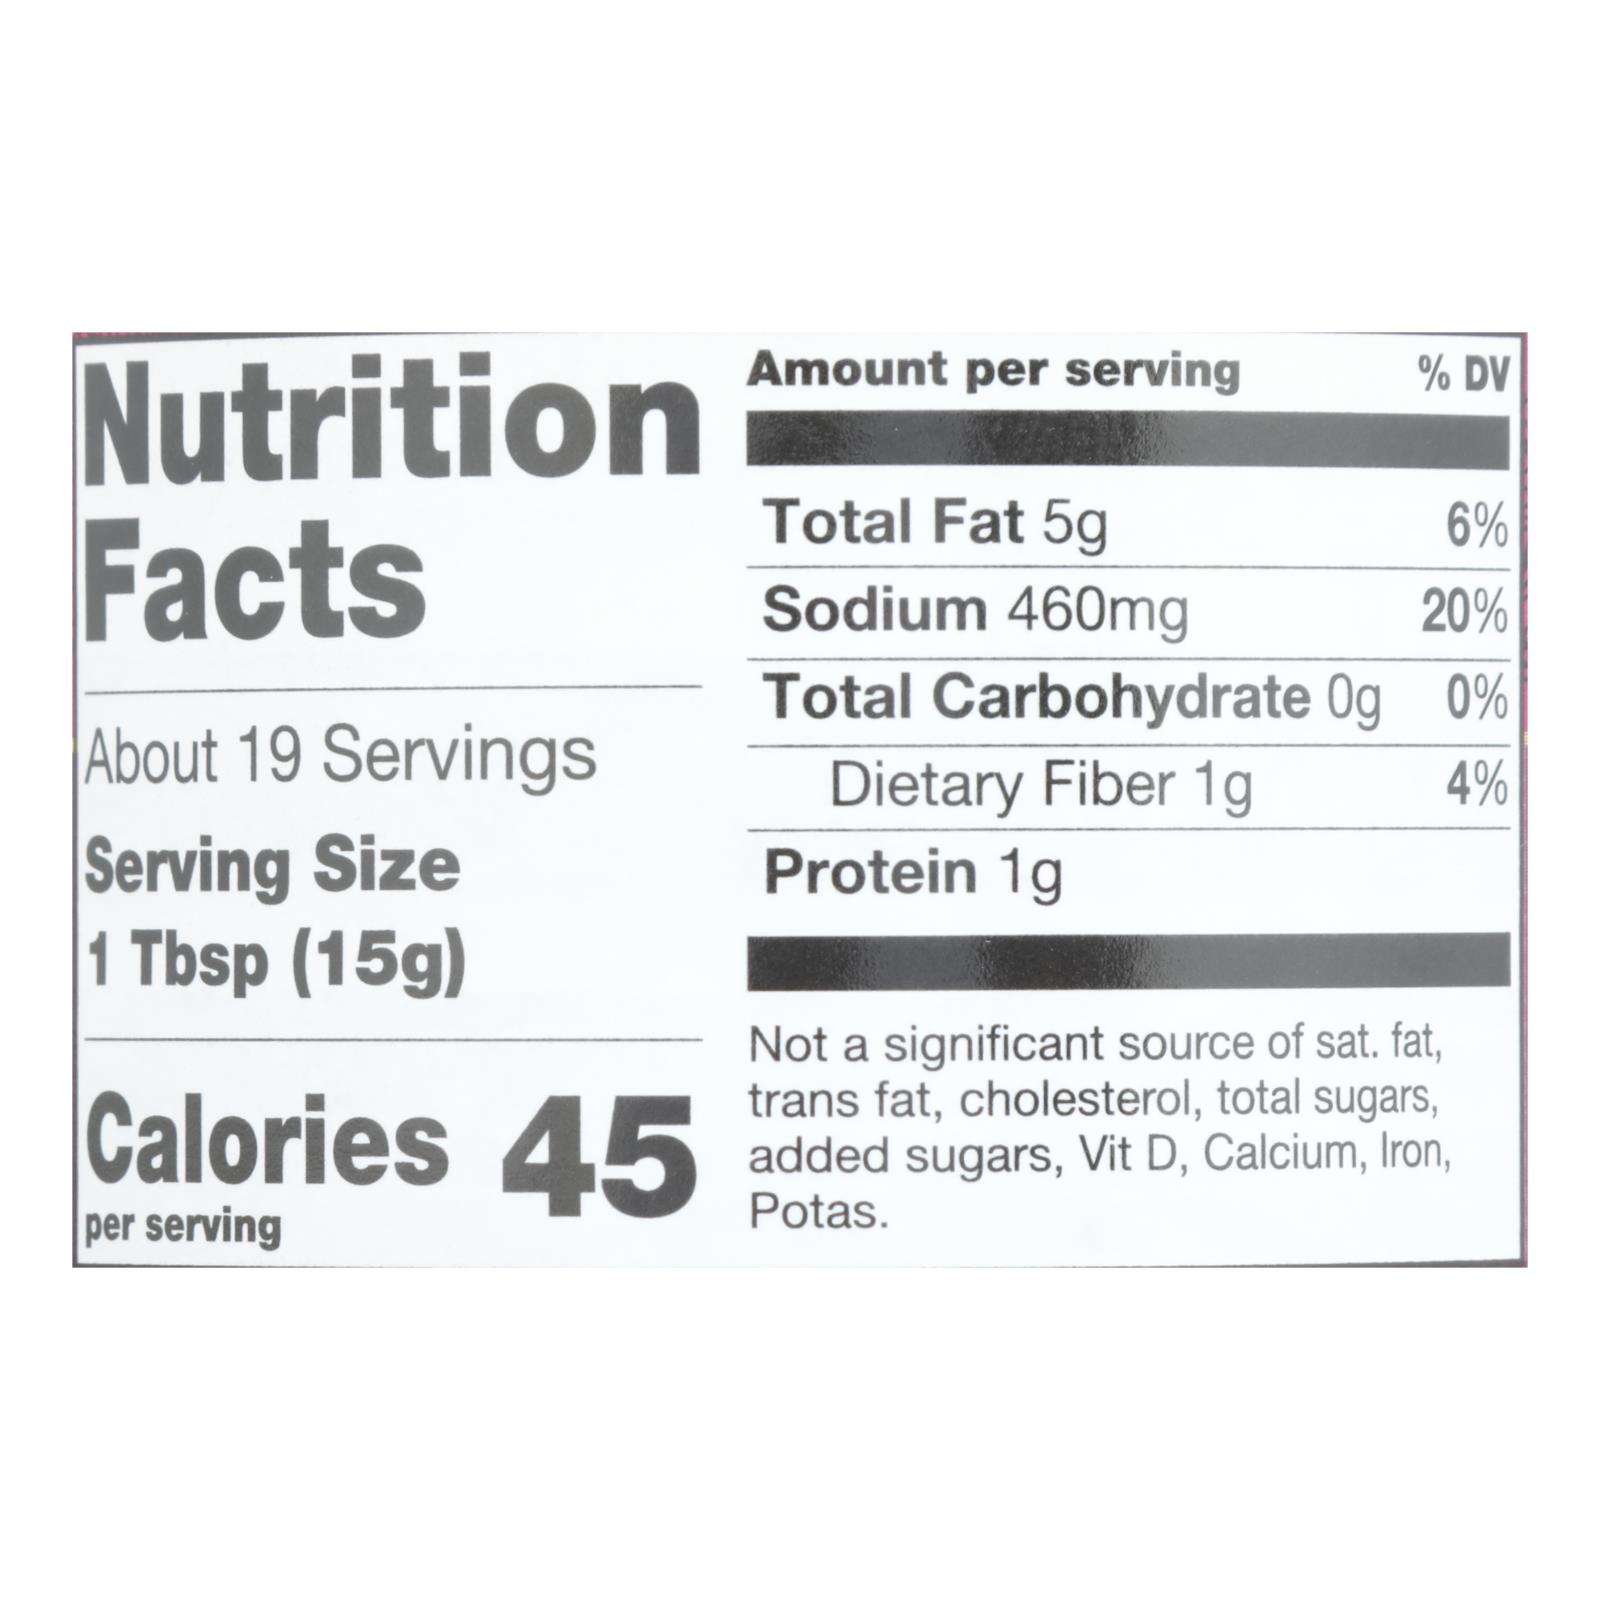 Nutrition
Facts
About 19 Servings
Serving Size
1 Tbsp (15g)
Calories 45
per serving
Amount per serving % DV
Total Fat 5g 6%
Sodium 460mg 20%
Total Carbohydrate 0g 0%
Dietary Fiber 1g 4%
Protein 1g
Not a significant source of sat. fat,
trans fat, cholesterol, total sugars,
added sugars, Vit D, Calcium, Iron,
Potas.